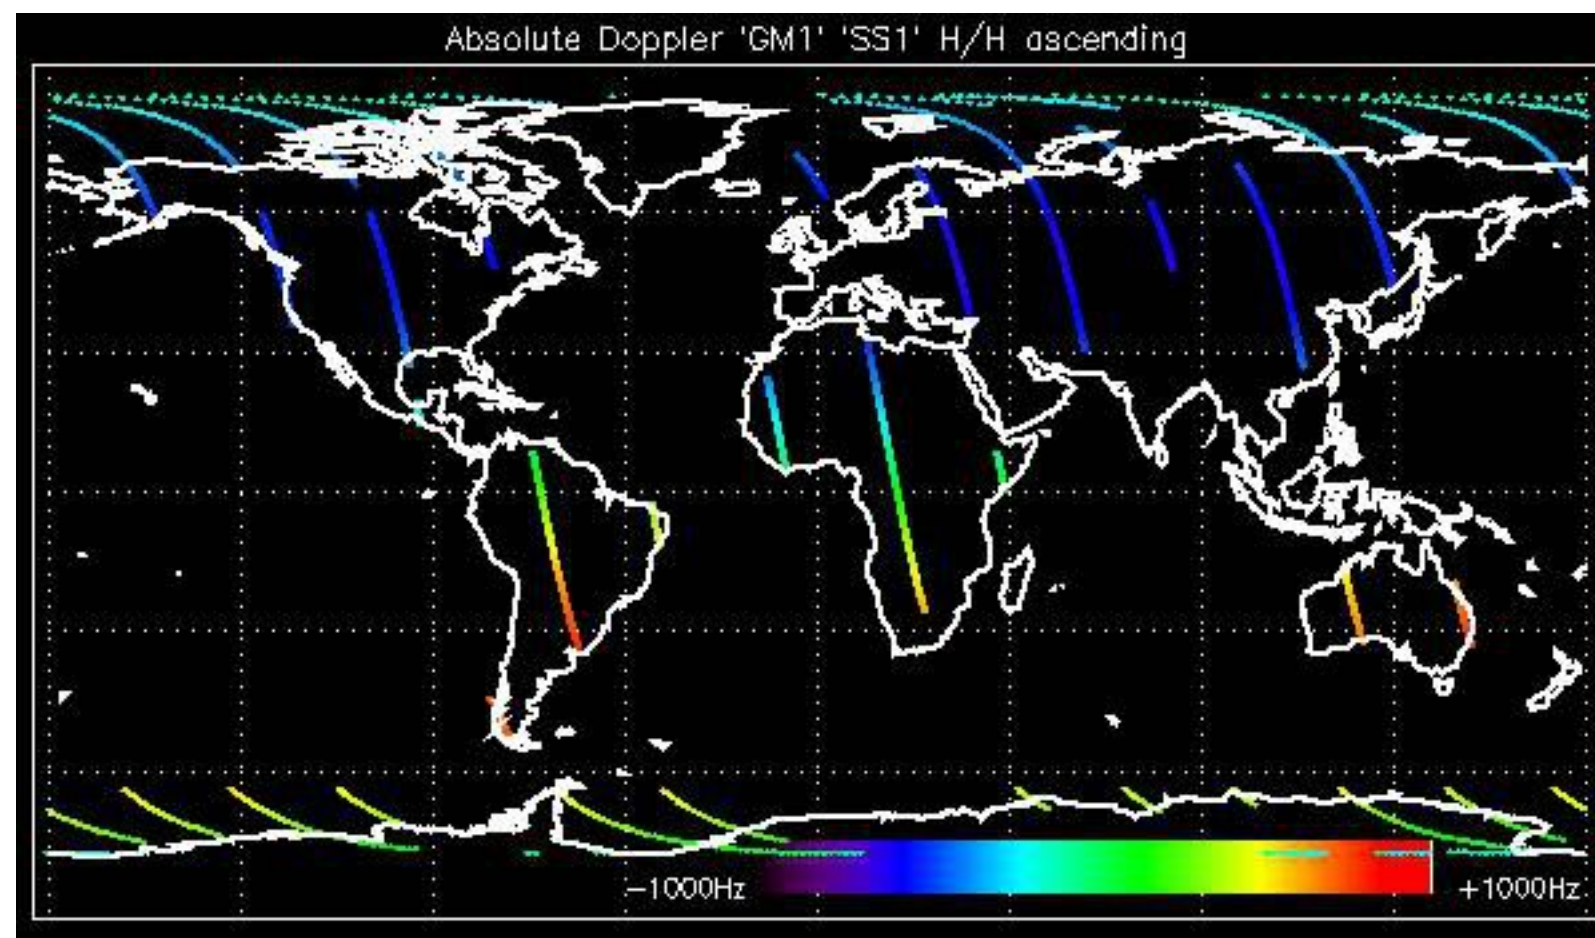 Absolute Doppler 'GM1' 'SS1' H/H ascending
-1000Hz
+1000Hz